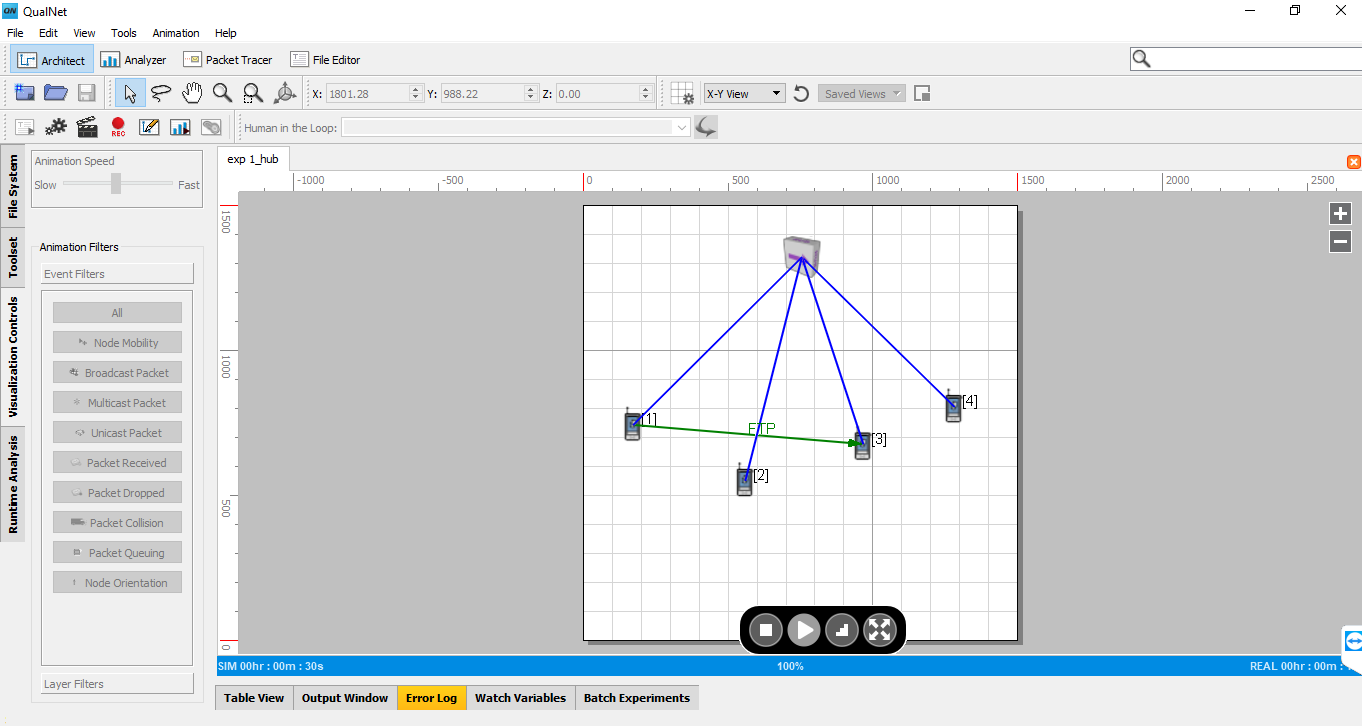 QualNet
File Edit View Tools Animation Help
Architect Analyzer Packet Tracer File Editor
X: 1801.28 Y: 988.22 Z: 0.00 X-Y View Saved Views
REC Human in the Loop:
File System
Toolset
Visualization Controls
Runtime Analysis
Animation Speed
Slow Fast
Animation Filters
Event Filters
All
Node Mobility
Broadcast Packet
Multicast Packet
Unicast Packet
Packet Received
Packet Dropped
Packet Collision
Packet Queuing
Node Orientation
Layer Filters
exp 1_hub
-1000 -500 0 500 1000 1500 2000 2500
1500
1000
500
0
[4]
[1]
FTP
[3]
[2]
SIM 00hr : 00m : 30s 100% REAL 00hr : 00m :
Table View Output Window Error Log Watch Variables Batch Experiments